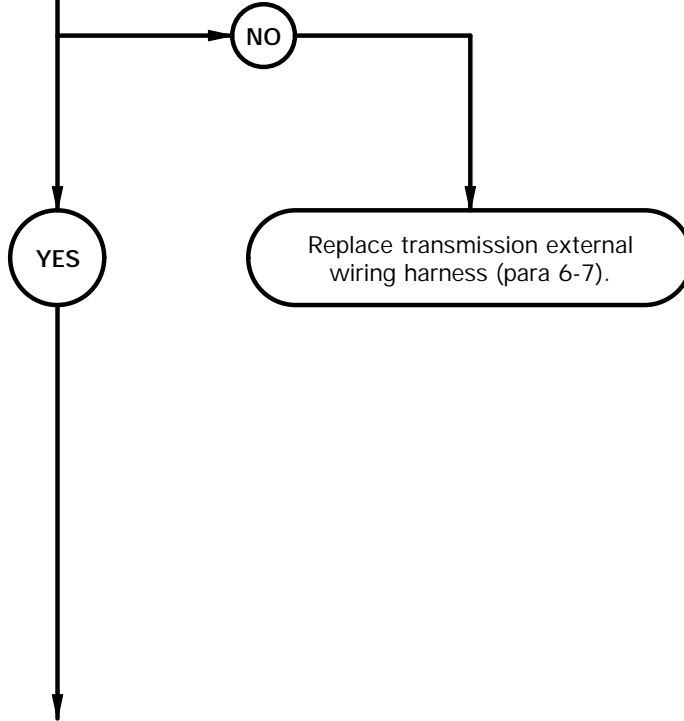 NO
YES
Replace transmission external
wiring harness (para 6-7).